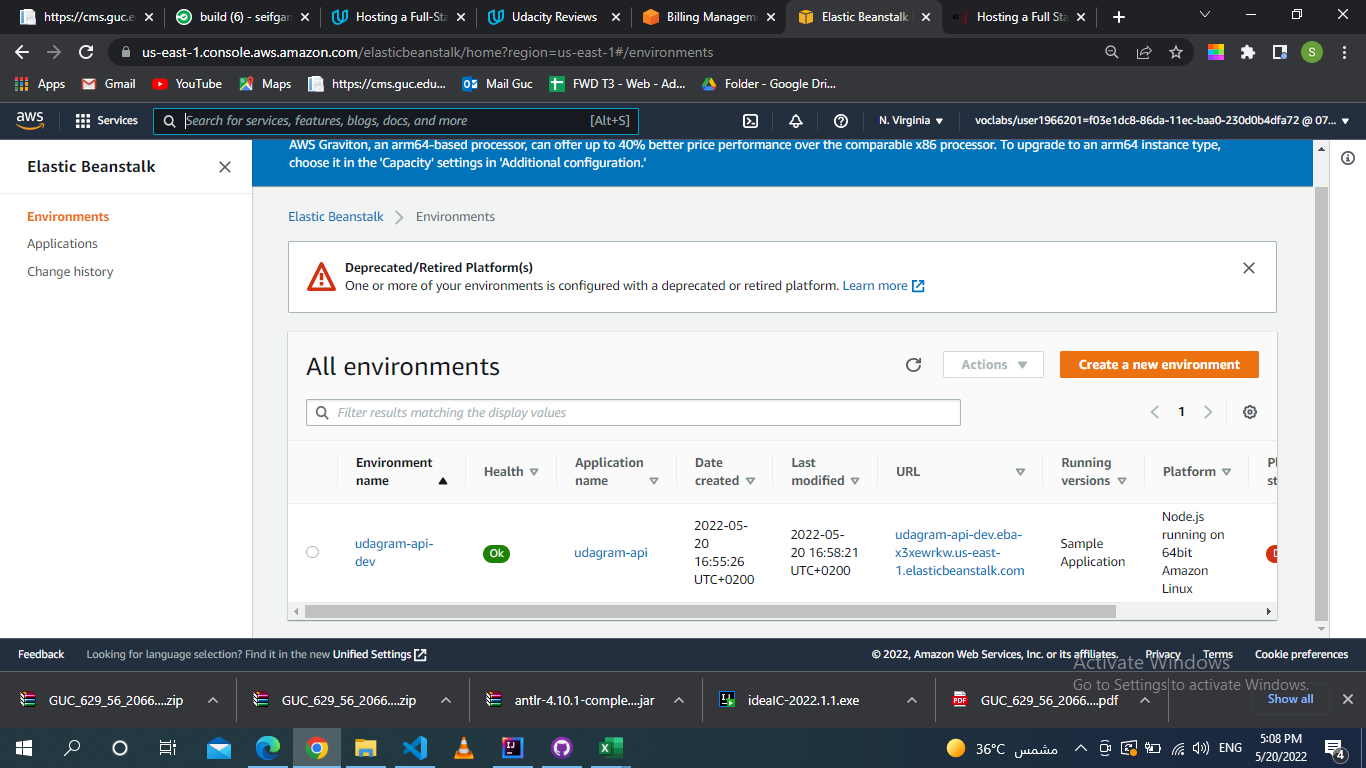 https://cms.guc.e
build (6) - seifgan
Hosting a Full-Sta
Udacity Reviews
Billing Managem
Elastic Beanstalk
Hosting a Full Sta
us-east-1.console.aws.amazon.com/elasticbeanstalk/home?region=us-east-1#/environments
S
Apps
Gmail
YouTube
Maps
https://cms.guc.edu...
Mail Guc
FWD T3 - Web - Ad...
Folder - Google Dri...
aws
Services
Search for services, features, blogs, docs, and more
[Alt+S]
N. Virginia
voclabs/user1966201=f03e1dc8-86da-11ec-baa0-230d0b4dfa72 @ 07...
Elastic Beanstalk
Environments
Applications
Change history
AWS Graviton, an arm64-based processor, can offer up to 40% better price performance over the comparable x86 processor. To upgrade to an arm64 instance type,
choose it in the 'Capacity' settings in 'Additional configuration.'
Elastic Beanstalk
Environments
Deprecated/Retired Platform(s)
One or more of your environments is configured with a deprecated or retired platform. Learn more
All environments
Actions
Create a new environment
Filter results matching the display values
1
Environment
name
Health
Application
name
Date
created
Last
modified
URL
Running
versions
Platform
udagram-api-
dev
Ok
udagram-api
2022-05-
20
16:55:26
UTC+0200
2022-05-
20 16:58:21
UTC+0200
udagram-api-dev.eba-
x3xewrkw.us-east-
1.elasticbeanstalk.com
Sample
Application
Node.js
running on
64bit
Amazon
Linux
Feedback
Looking for language selection? Find it in the new Unified Settings
© 2022, Amazon Web Services, Inc. or its affiliates.
Privacy
Terms
Cookie preferences
Activate Windows
Go to Settings to activate Windows.
GUC_629_56_2066....zip
GUC_629_56_2066....zip
antlr-4.10.1-comple....jar
ideaIC-2022.1.1.exe
GUC_629_56_2066....pdf
Show all
36°C
مشمس
ENG
5:08 PM
5/20/2022
4